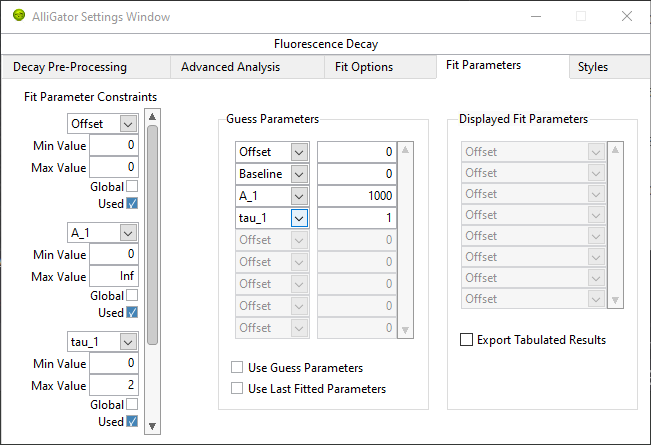 AlliGator Settings Window
Fluorescence Decay
Decay Pre-Processing Advanced Analysis Fit Options Fit Parameters Styles
Fit Parameter Constraints
Offset
Min Value 0
Max Value 0
Global
Used
A_1
Min Value 0
Max Value Inf
Global
Used
tau_1
Min Value 0
Max Value 2
Global
Used
Guess Parameters
Offset 0
Baseline 0
A_1 1000
tau_1 1
Offset 0
Offset 0
Offset 0
Offset 0
Offset 0
Use Guess Parameters
Use Last Fitted Parameters
Displayed Fit Parameters
Offset
Offset
Offset
Offset
Offset
Offset
Offset
Offset
Export Tabulated Results